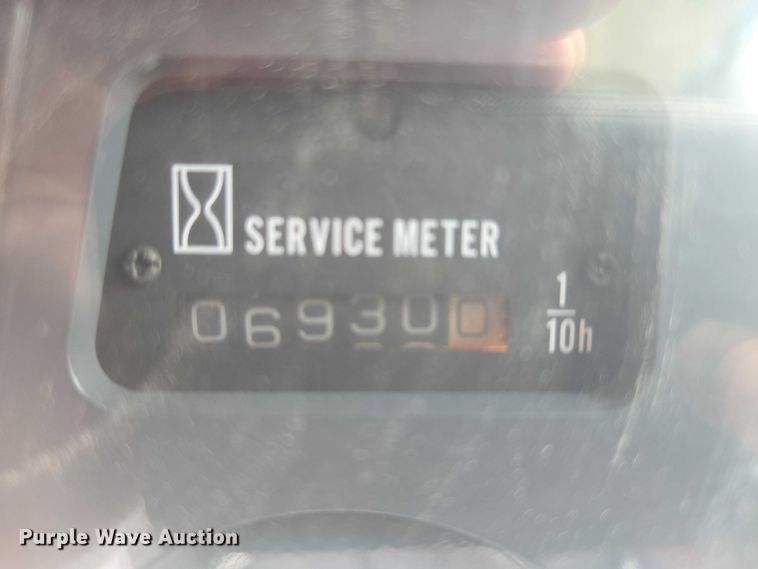 SERVICE METER
069300
1
10h
Purple Wave Auction